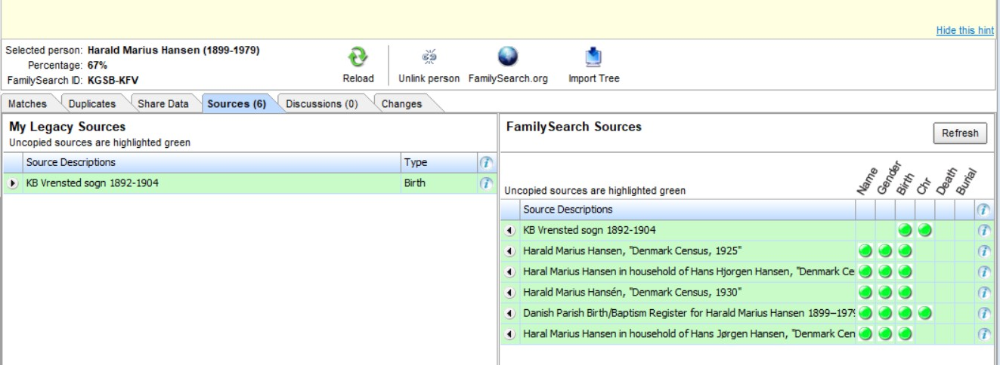 Hide this hint
Selected person: Harald Marius Hansen (1899-1979)
Percentage: 67%
FamilySearch ID: KGSB-KFV
Reload
Unlink person
FamilySearch.org
Import Tree
Matches
Duplicates
Share Data
Sources (6)
Discussions (0)
Changes
My Legacy Sources
Uncopied sources are highlighted green
Source Descriptions Type
KB Vrensted sogn 1892-1904 Birth
FamilySearch Sources
Refresh
Uncopied sources are highlighted green
Name
Gender
Birth
Chr
Death
Burial
Source Descriptions
KB Vrensted sogn 1892-1904
Harald Marius Hansen, "Denmark Census, 1925"
Haral Marius Hansen in household of Hans Hjorgen Hansen, "Denmark Ce
Harald Marius Hansén, "Denmark Census, 1930"
Danish Parish Birth/Baptism Register for Harald Marius Hansen 1899–1979
Haral Marius Hansen in household of Hans Jørgen Hansen, "Denmark Cen